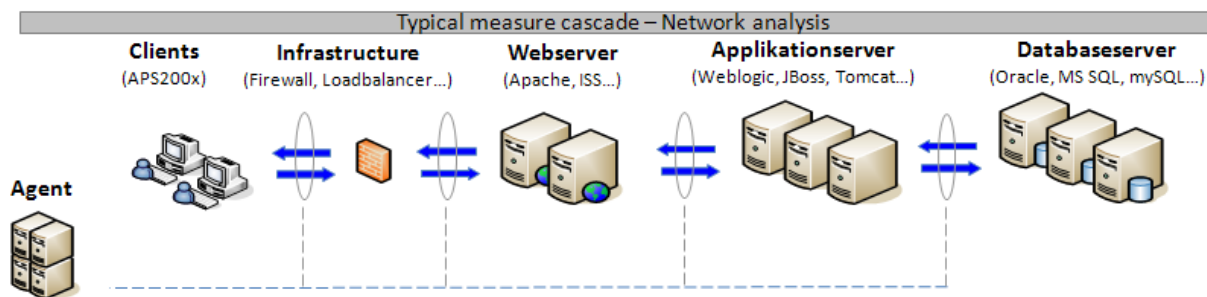 Typical measure cascade – Network analysis
Clients
(APS200x)
Infrastructure
(Firewall, Loadbalancer...)
Webserver
(Apache, ISS...)
Applikationserver
(Weblogic, JBoss, Tomcat...)
Databaseserver
(Oracle, MS SQL, mySQL...)
Agent